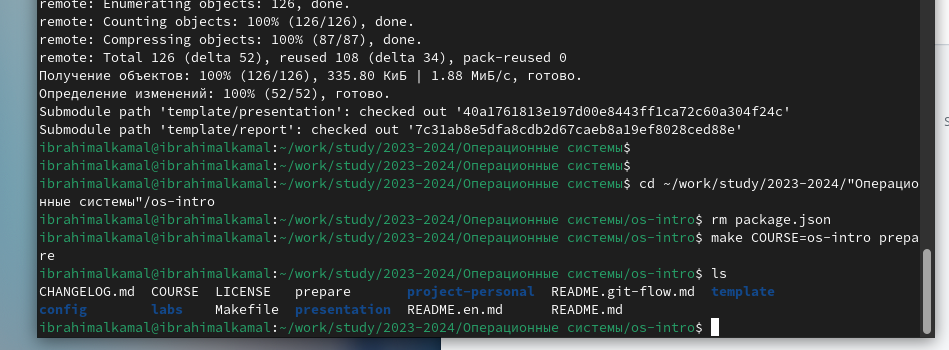 remote: Enumerating objects: 126, done.
remote: Counting objects: 100% (126/126), done.
remote: Compressing objects: 100% (87/87), done.
remote: Total 126 (delta 52), reused 108 (delta 34), pack-reused 0
Получение объектов: 100% (126/126), 335.80 КиБ | 1.88 МиБ/с, готово.
Определение изменений: 100% (52/52), готово.
Submodule path 'template/presentation': checked out '40a1761813e197d00e8443ff1ca72c60a304f24c'
Submodule path 'template/report': checked out '7c31ab8e5dfa8cdb2d67caeb8a19ef8028ced88e'
ibrahimalkamal@ibrahimalkamal:~/work/study/2023-2024/Операционные системы$
ibrahimalkamal@ibrahimalkamal:~/work/study/2023-2024/Операционные системы$
ibrahimalkamal@ibrahimalkamal:~/work/study/2023-2024/Операционные системы$ cd ~/work/study/2023-2024/"Операцио
нные системы"/os-intro
ibrahimalkamal@ibrahimalkamal:~/work/study/2023-2024/Операционные системы/os-intro$ rm package.json
ibrahimalkamal@ibrahimalkamal:~/work/study/2023-2024/Операционные системы/os-intro$ make COURSE=os-intro prepa
re
ibrahimalkamal@ibrahimalkamal:~/work/study/2023-2024/Операционные системы/os-intro$ ls
CHANGELOG.md COURSE LICENSE prepare project-personal README.git-flow.md template
config labs Makefile presentation README.en.md README.md
ibrahimalkamal@ibrahimalkamal:~/work/study/2023-2024/Операционные системы/os-intro$